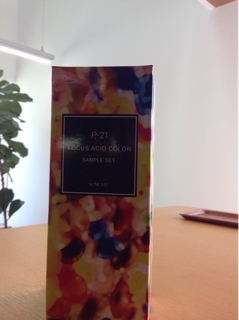 R-21
FOCUS ACID COLOR
SAMPLE SET